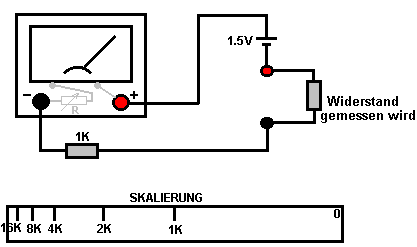 1.5V
− +
R
Widerstand
gemessen wird
1K
SKALIERUNG
0
16K 8K 4K 2K 1K